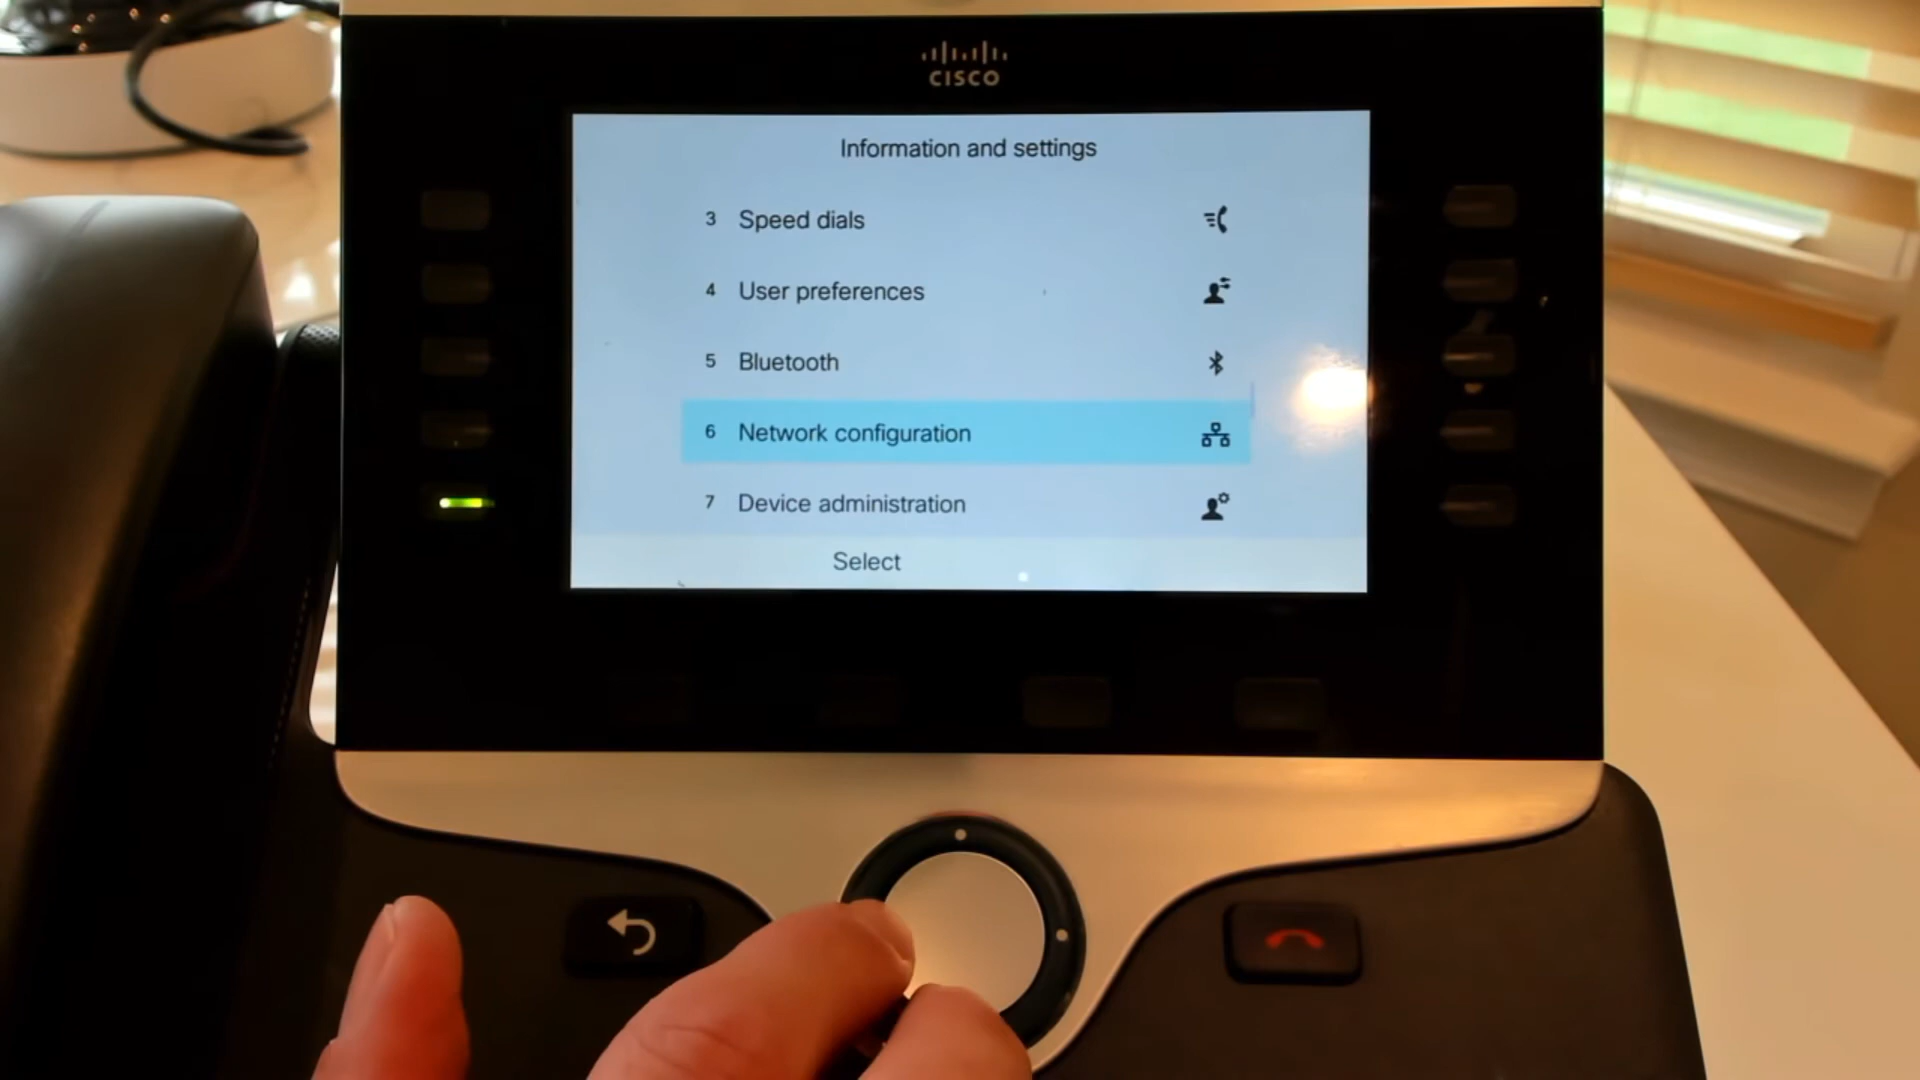 CISCO
Information and settings
3 Speed dials
4 User preferences
5 Bluetooth
6 Network configuration
7 Device administration
Select